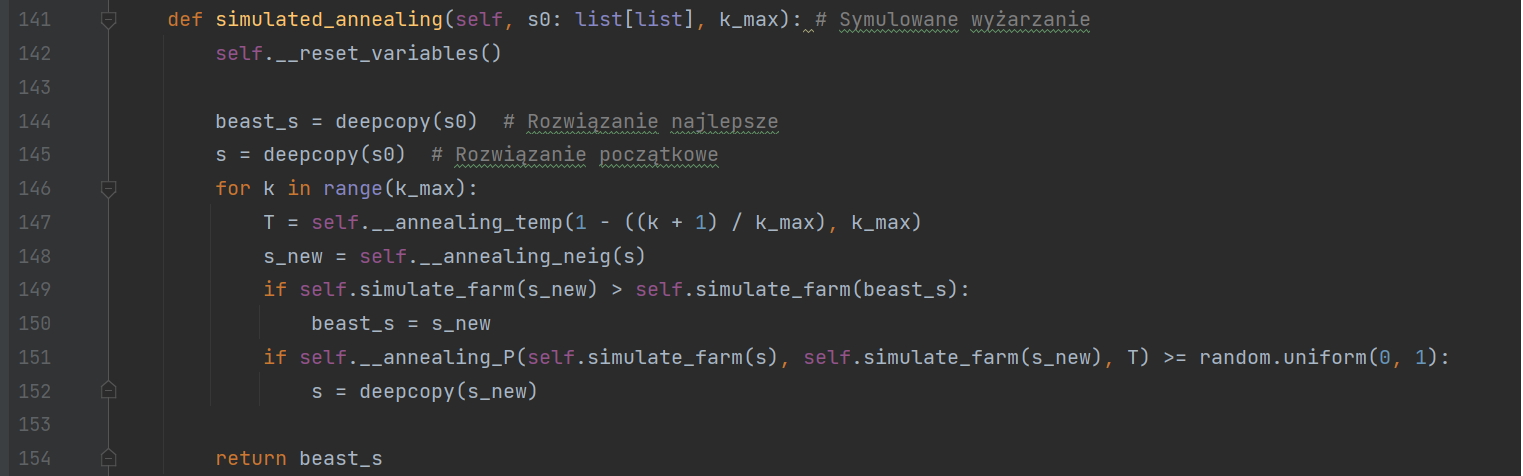 141 def simulated_annealing(self, s0: list[list], k_max): # Symulowane wyżarzanie
142 self.__reset_variables()
143
144 beast_s = deepcopy(s0)  # Rozwiązanie najlepsze
145 s = deepcopy(s0)  # Rozwiązanie początkowe
146 for k in range(k_max):
147 T = self.__annealing_temp(1 - ((k + 1) / k_max), k_max)
148 s_new = self.__annealing_neig(s)
149 if self.simulate_farm(s_new) > self.simulate_farm(beast_s):
150 beast_s = s_new
151 if self.__annealing_P(self.simulate_farm(s), self.simulate_farm(s_new), T) >= random.uniform(0, 1):
152 s = deepcopy(s_new)
153
154 return beast_s